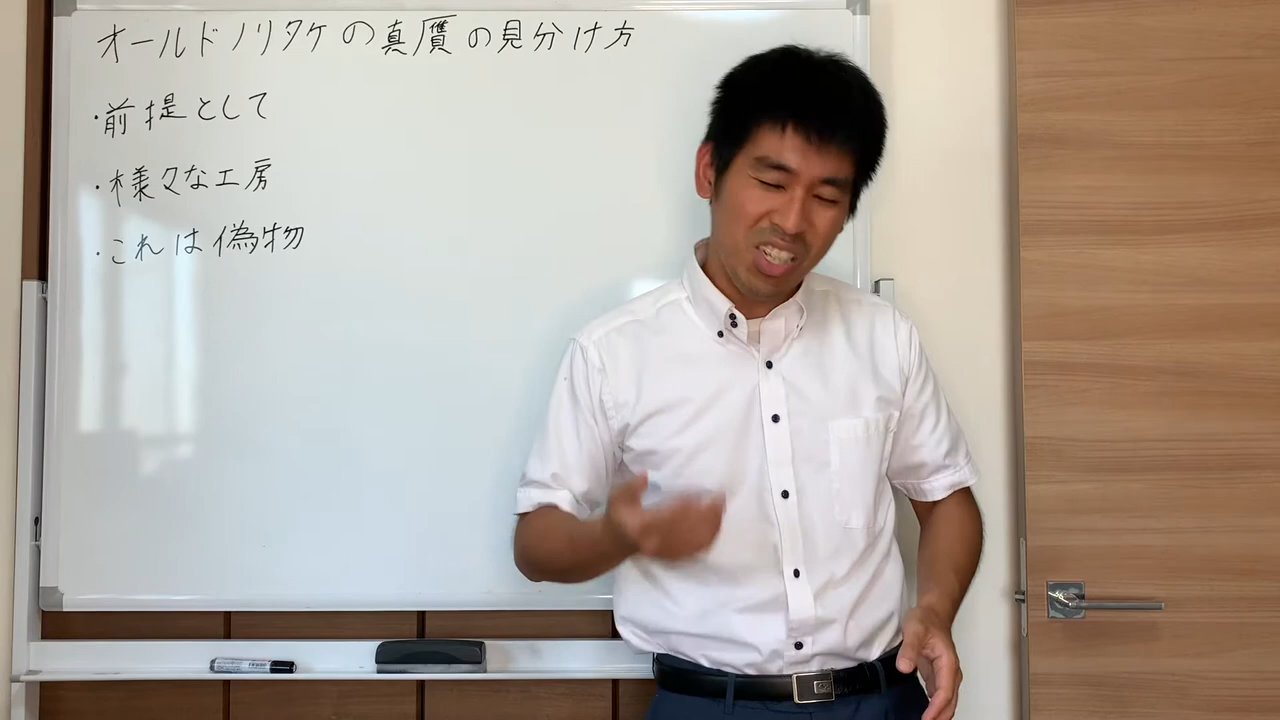 オールドノリタケの真贋の見分け方
・前提として
・様々な工房
・これは偽物